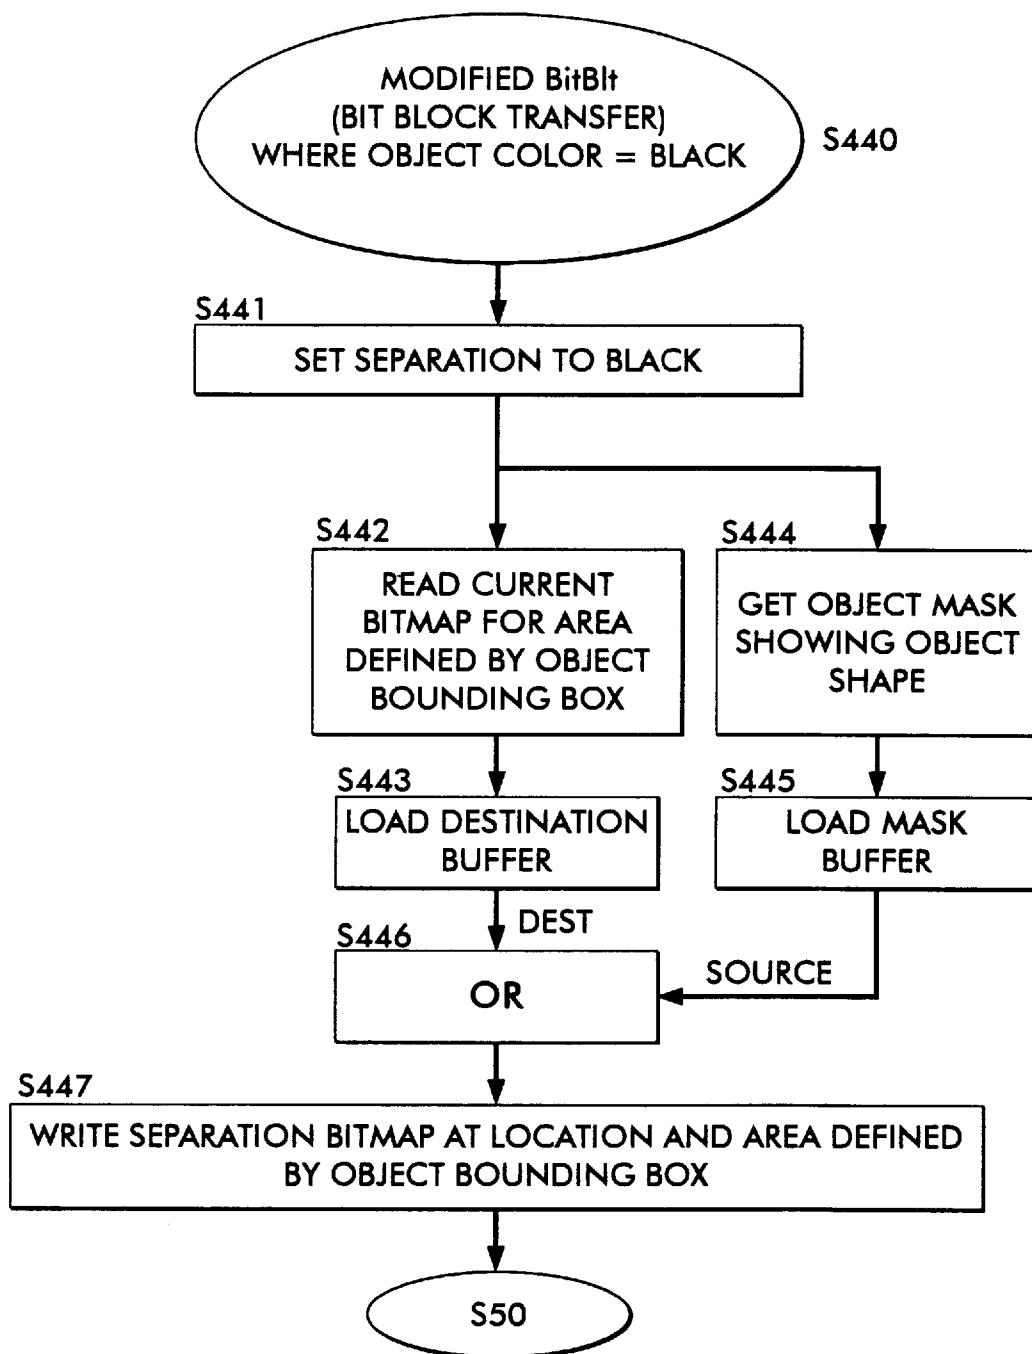 MODIFIED BitBlt
(BIT BLOCK TRANSFER)
WHERE OBJECT COLOR = BLACK
S440
S441
SET SEPARATION TO BLACK
S442
READ CURRENT
BITMAP FOR AREA
DEFINED BY OBJECT
BOUNDING BOX
S444
GET OBJECT MASK
SHOWING OBJECT
SHAPE
S443
LOAD DESTINATION
BUFFER
S445
LOAD MASK
BUFFER
DEST
S446
OR
SOURCE
S447
WRITE SEPARATION BITMAP AT LOCATION AND AREA DEFINED
BY OBJECT BOUNDING BOX
S50